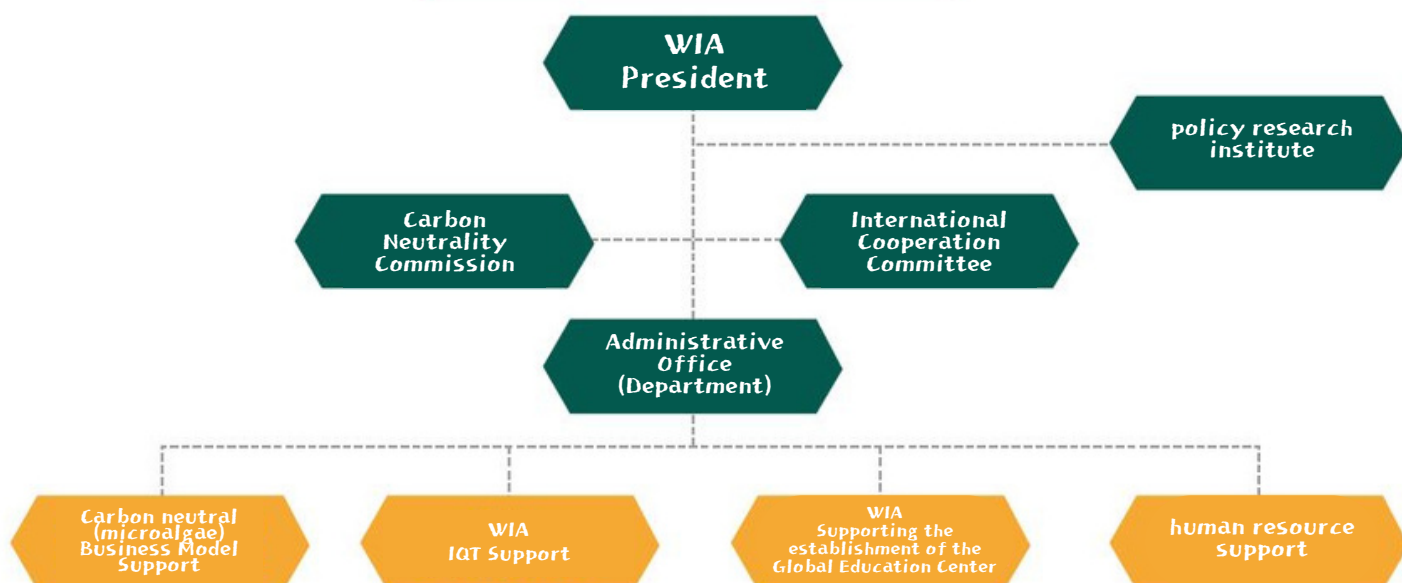 WIA
President
policy research
institute
Carbon
Neutrality
Commission
International
Cooperation
Committee
Administrative
Office
(Department)
Carbon neutral
(microalgae)
Business Model
Support
WIA
IQT Support
WIA
Supporting the
establishment of the
Global Education Center
human resource
support